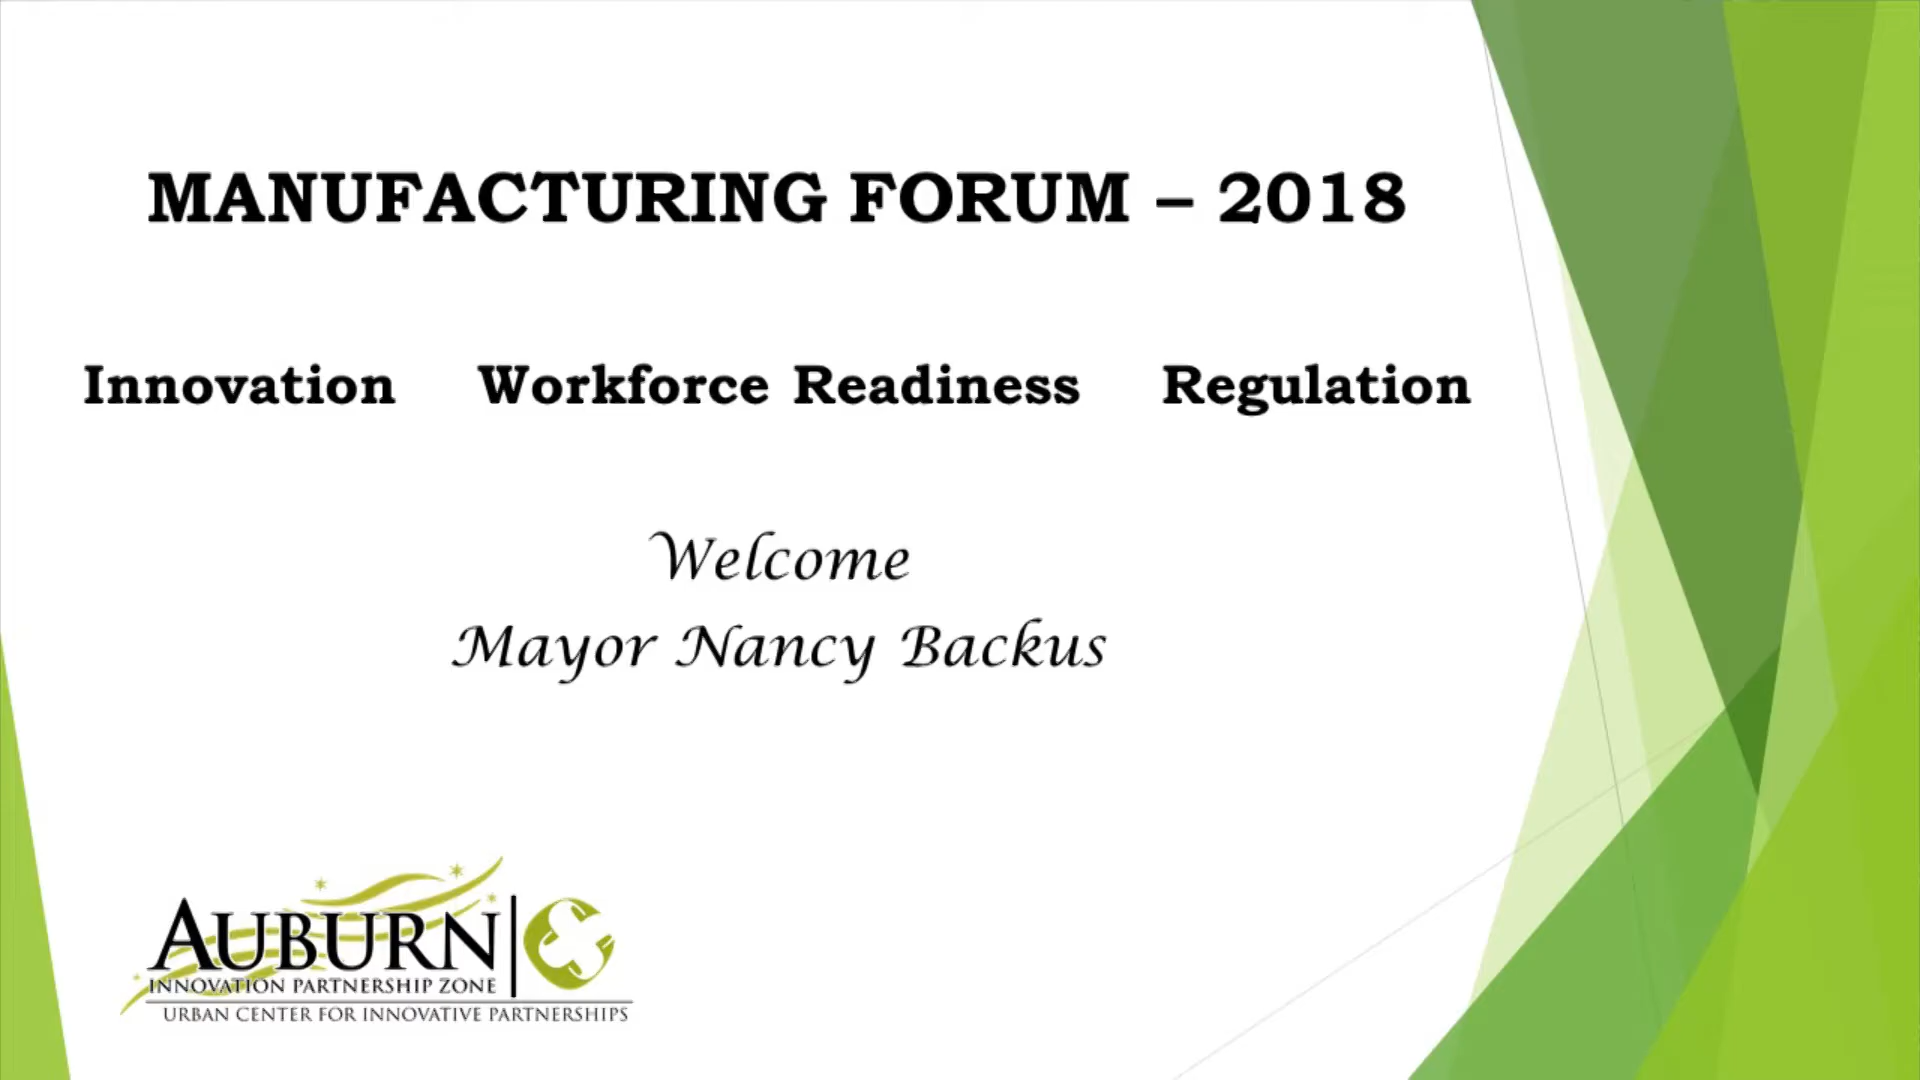 MANUFACTURING FORUM – 2018
Innovation Workforce Readiness Regulation
Welcome
Mayor Nancy Backus
AUBURN
INNOVATION PARTNERSHIP ZONE
URBAN CENTER FOR INNOVATIVE PARTNERSHIPS